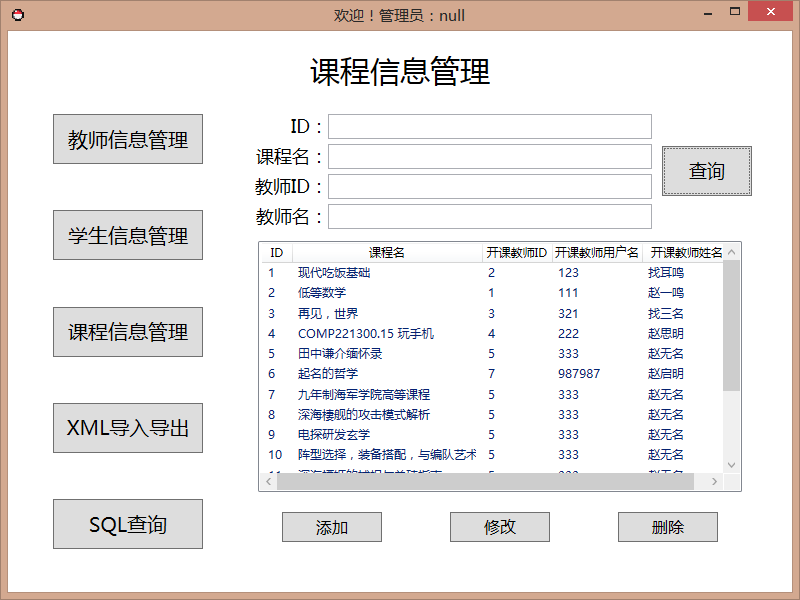 欢迎！管理员：null
课程信息管理
教师信息管理
学生信息管理
课程信息管理
XML导入导出
SQL查询
ID：
课程名：
教师ID：
教师名：
查询
ID 课程名 开课教师ID 开课教师用户名 开课教师姓名
1 现代吃饭基础 2 123 找耳鸣
2 低等数学 1 111 赵一鸣
3 再见，世界 3 321 找三名
4 COMP221300.15 玩手机 4 222 赵思明
5 田中谦介缅怀录 5 333 赵无名
6 起名的哲学 7 987987 赵启明
7 九年制海军学院高等课程 5 333 赵无名
8 深海棲舰的攻击模式解析 5 333 赵无名
9 电探研发玄学 5 333 赵无名
10 阵型选择，装备搭配，与编队艺术 5 333 赵无名
添加 修改 删除